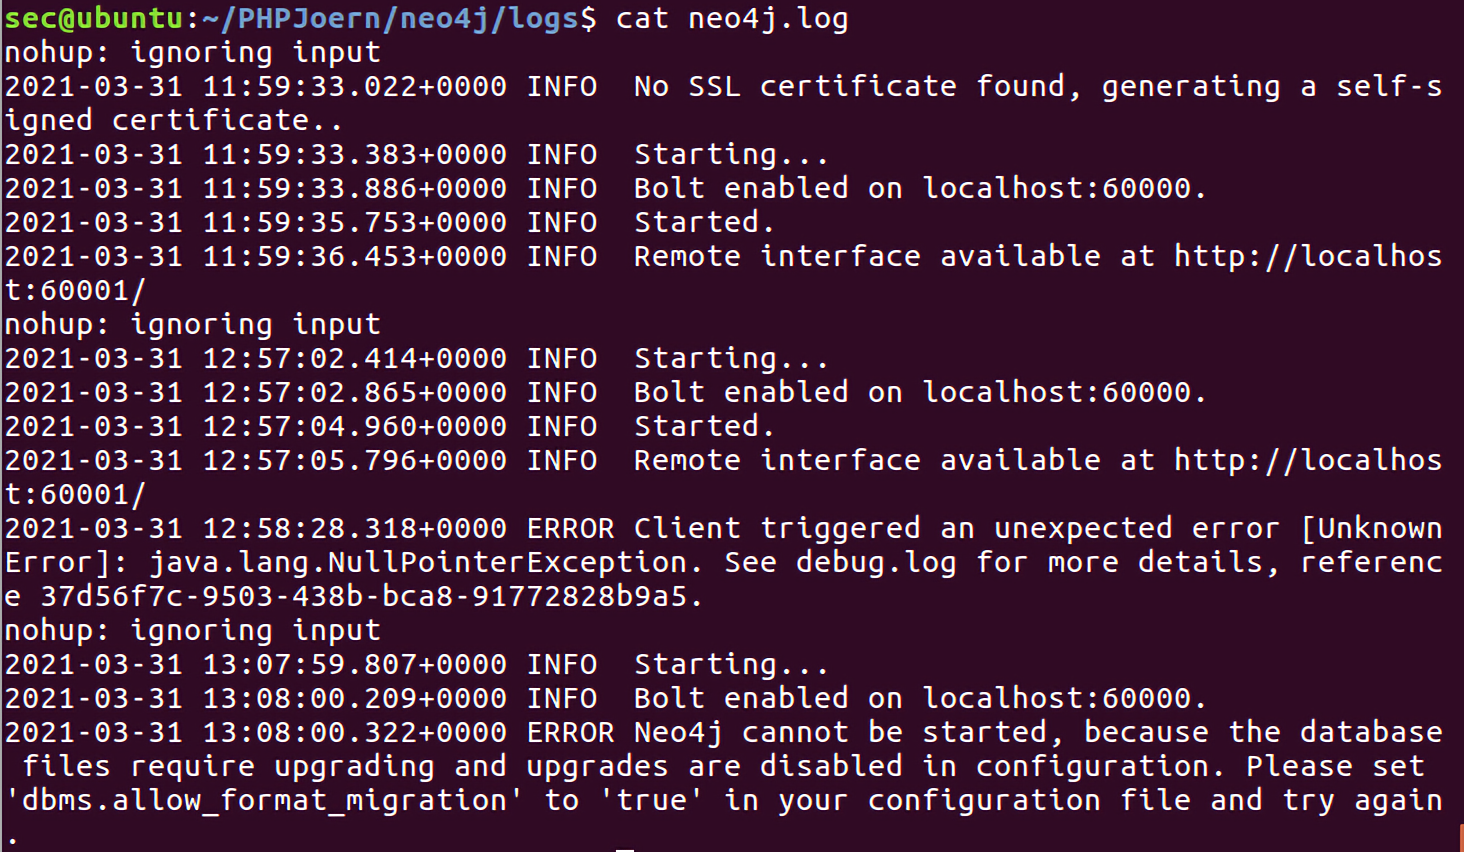 sec@ubuntu:~/PHPJoern/neo4j/logs$ cat neo4j.log
nohup: ignoring input
2021-03-31 11:59:33.022+0000 INFO  No SSL certificate found, generating a self-s
igned certificate..
2021-03-31 11:59:33.383+0000 INFO  Starting...
2021-03-31 11:59:33.886+0000 INFO  Bolt enabled on localhost:60000.
2021-03-31 11:59:35.753+0000 INFO  Started.
2021-03-31 11:59:36.453+0000 INFO  Remote interface available at http://localhos
t:60001/
nohup: ignoring input
2021-03-31 12:57:02.414+0000 INFO  Starting...
2021-03-31 12:57:02.865+0000 INFO  Bolt enabled on localhost:60000.
2021-03-31 12:57:04.960+0000 INFO  Started.
2021-03-31 12:57:05.796+0000 INFO  Remote interface available at http://localhos
t:60001/
2021-03-31 12:58:28.318+0000 ERROR Client triggered an unexpected error [Unknown
Error]: java.lang.NullPointerException. See debug.log for more details, referenc
e 37d56f7c-9503-438b-bca8-91772828b9a5.
nohup: ignoring input
2021-03-31 13:07:59.807+0000 INFO  Starting...
2021-03-31 13:08:00.209+0000 INFO  Bolt enabled on localhost:60000.
2021-03-31 13:08:00.322+0000 ERROR Neo4j cannot be started, because the database
 files require upgrading and upgrades are disabled in configuration. Please set
'dbms.allow_format_migration' to 'true' in your configuration file and try again
.